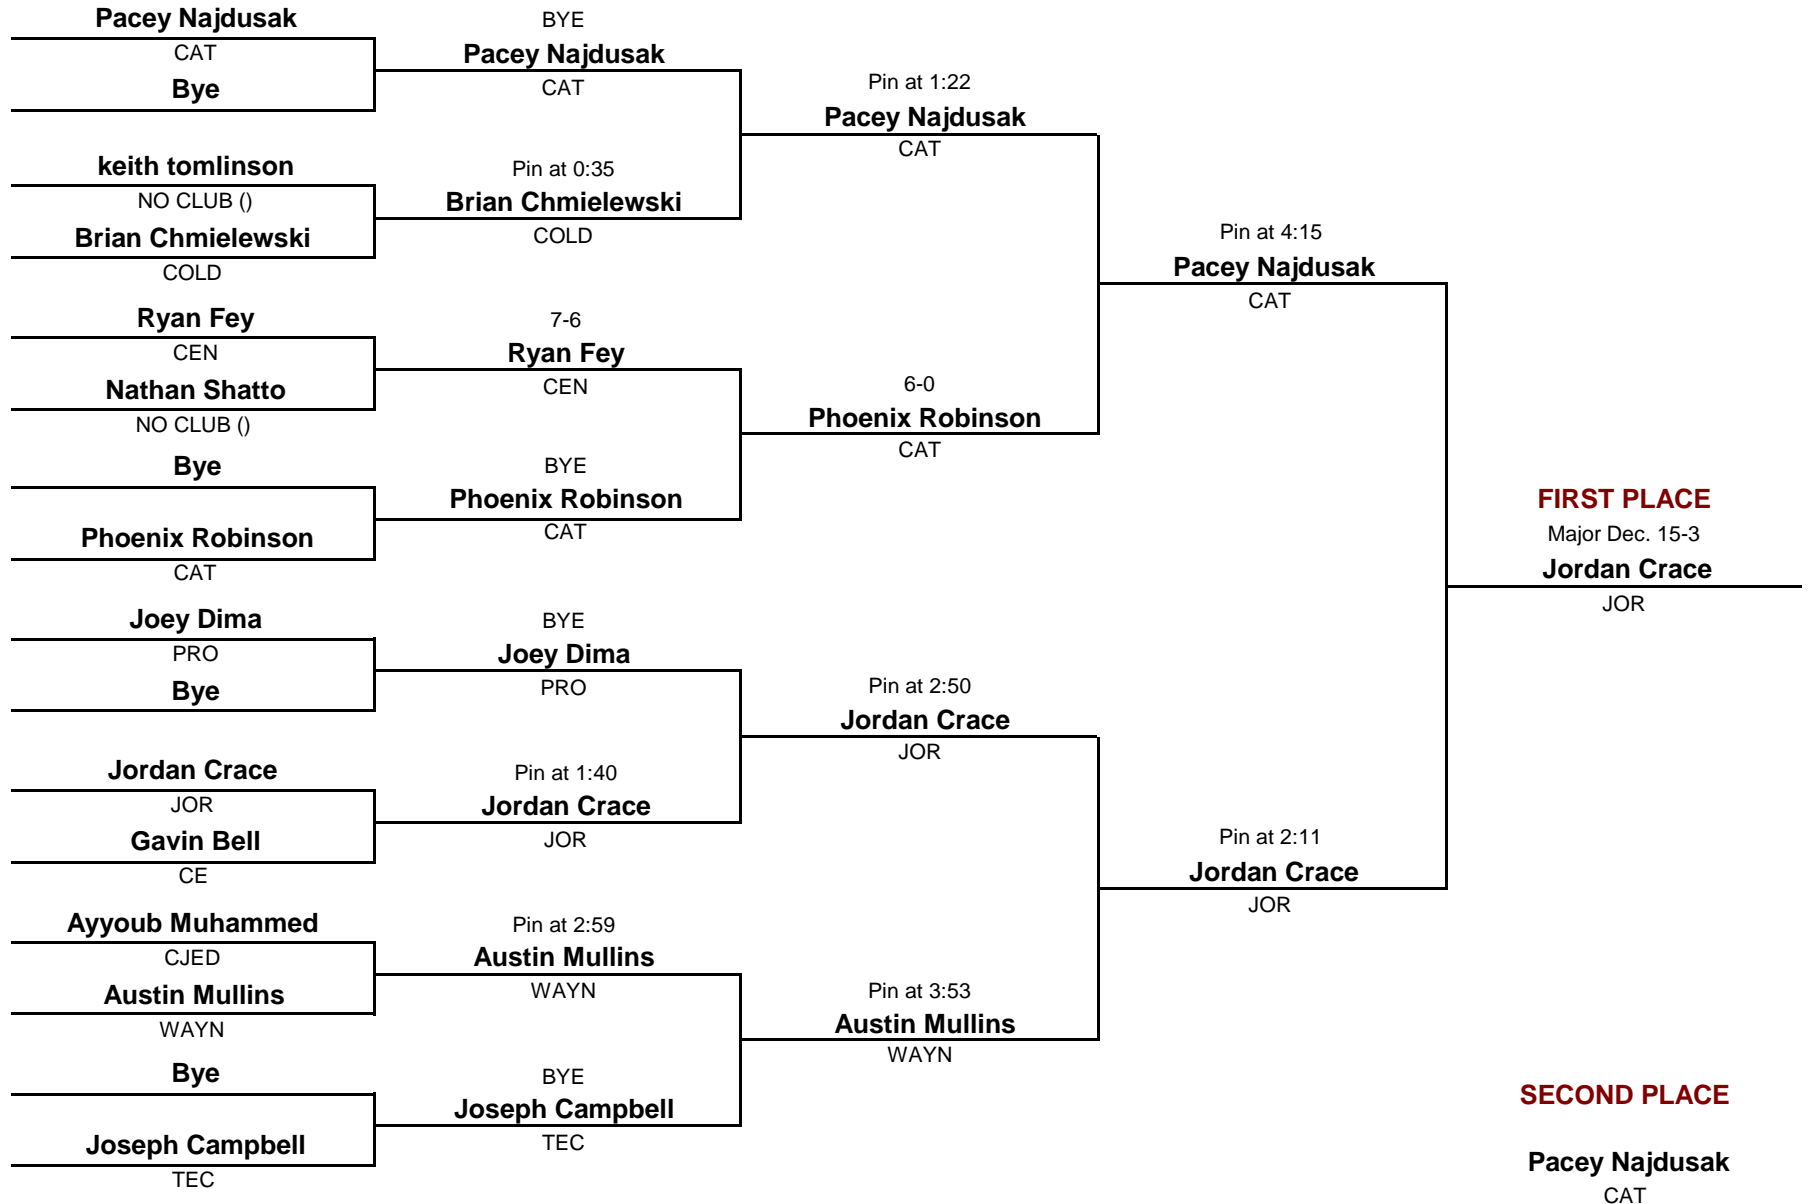 Pacey Najdusak
CAT
Bye
keith tomlinson
NO CLUB ()
Brian Chmielewski
COLD
Ryan Fey
CEN
Nathan Shatto
NO CLUB ()
Bye
Phoenix Robinson
CAT
Joey Dima
PRO
Bye
Jordan Crace
JOR
Gavin Bell
CE
Ayyoub Muhammed
CJED
Austin Mullins
WAYN
Bye
Joseph Campbell
TEC
BYE
Pacey Najdusak
CAT
Pin at 0:35
Brian Chmielewski
COLD
7-6
Ryan Fey
CEN
BYE
Phoenix Robinson
CAT
BYE
Joey Dima
PRO
Pin at 1:40
Jordan Crace
JOR
Pin at 2:59
Austin Mullins
WAYN
BYE
Joseph Campbell
TEC
Pin at 1:22
Pacey Najdusak
CAT
6-0
Phoenix Robinson
CAT
Pin at 2:50
Jordan Crace
JOR
Pin at 3:53
Austin Mullins
WAYN
Pin at 4:15
Pacey Najdusak
CAT
Pin at 2:11
Jordan Crace
JOR
FIRST PLACE
Major Dec. 15-3
Jordan Crace
JOR
SECOND PLACE
Pacey Najdusak
CAT